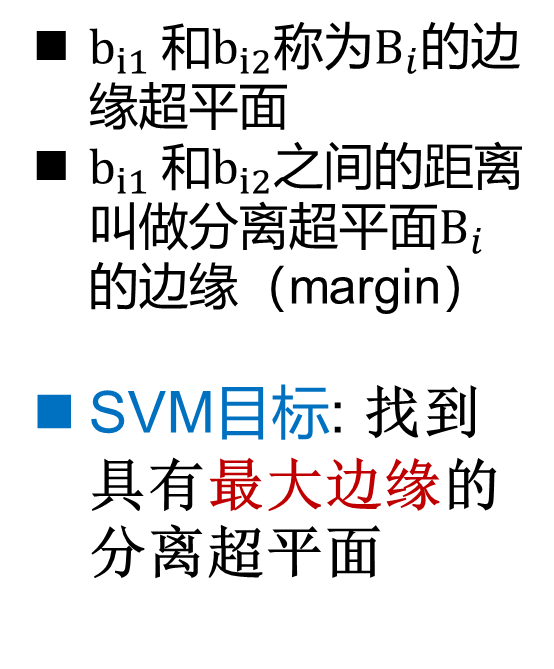 ■ bi1 和bi2称为Bi的边
缘超平面
■ bi1 和bi2之间的距离
叫做分离超平面Bi
的边缘（margin）
■ SVM目标: 找到
具有最大边缘的
分离超平面